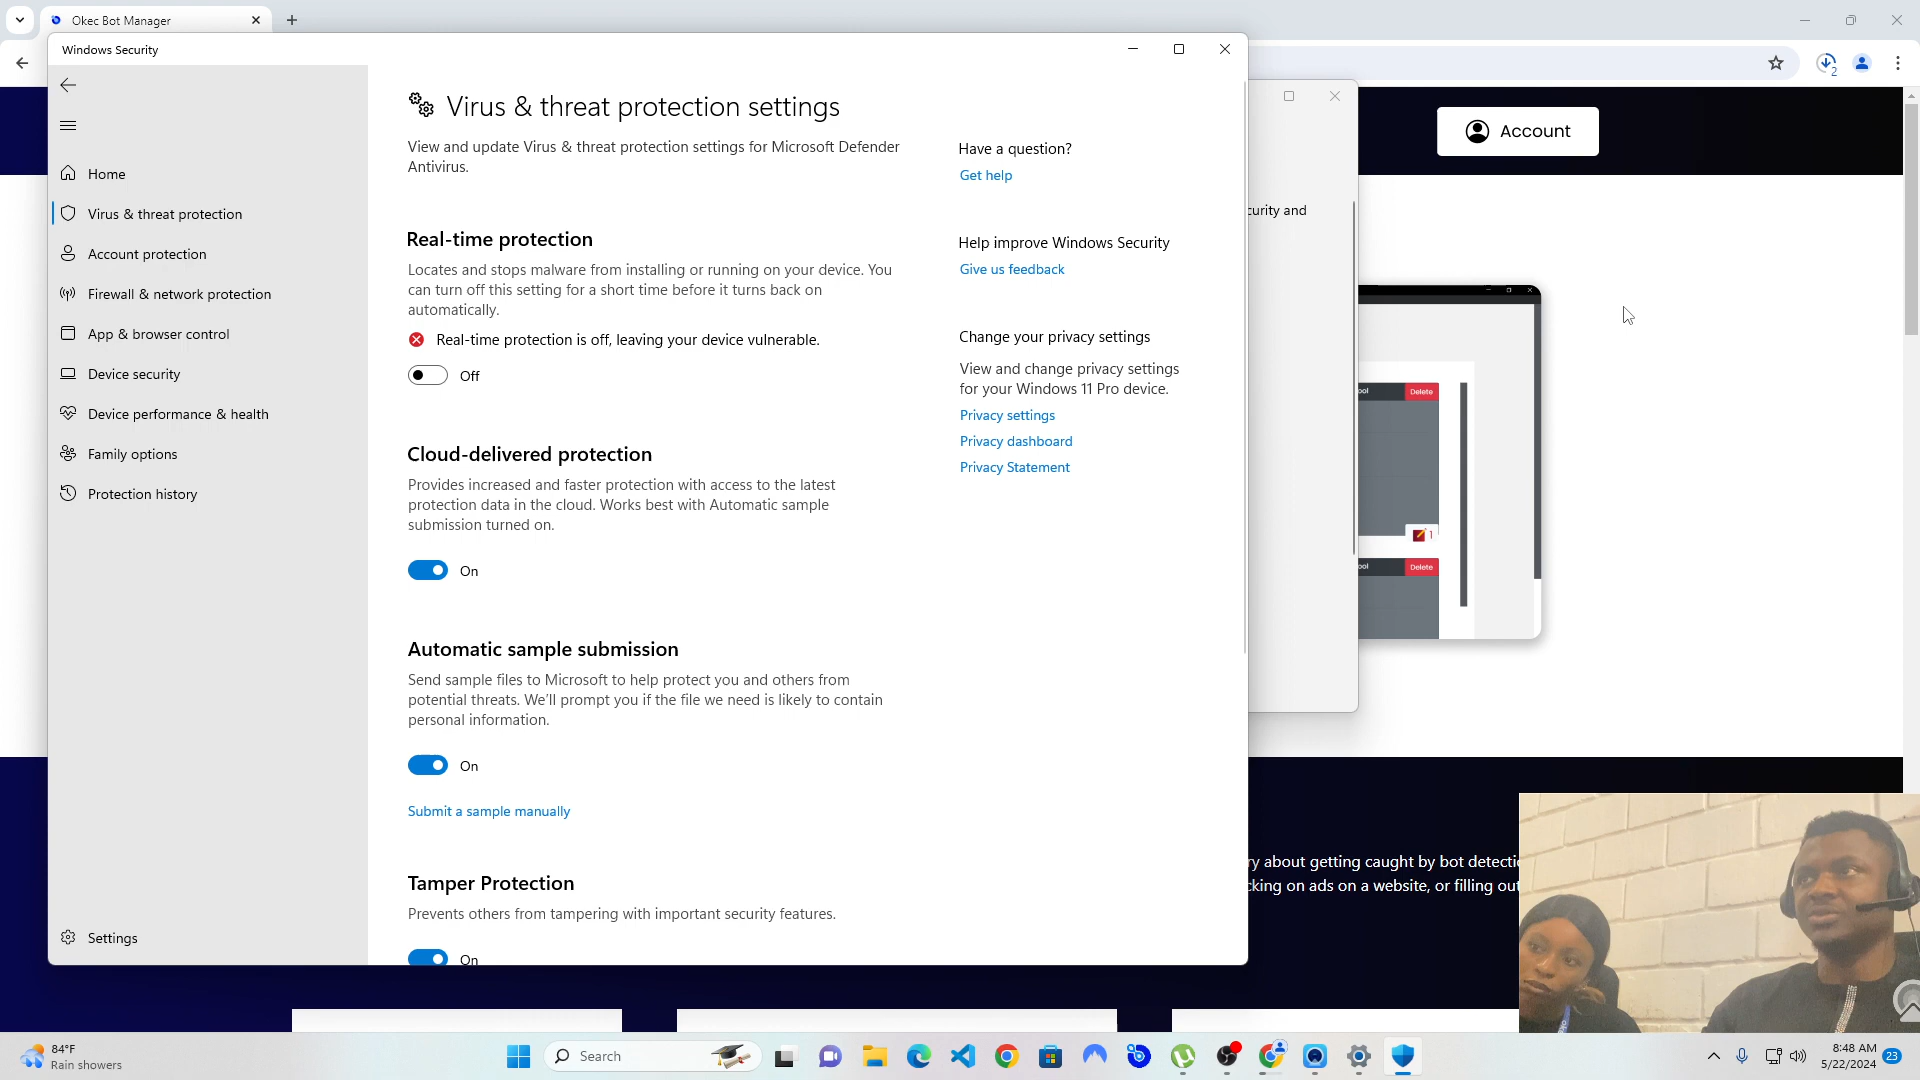 Okec Bot Manager
Windows Security
Home
Virus & threat protection
Account protection
Firewall & network protection
App & browser control
Device security
Device performance & health
Family options
Protection history
Settings
Virus & threat protection settings
View and update Virus & threat protection settings for Microsoft Defender
Antivirus.
Real-time protection
Locates and stops malware from installing or running on your device. You
can turn off this setting for a short time before it turns back on
automatically.
Real-time protection is off, leaving your device vulnerable.
Off
Cloud-delivered protection
Provides increased and faster protection with access to the latest
protection data in the cloud. Works best with Automatic sample
submission turned on.
On
Automatic sample submission
Send sample files to Microsoft to help protect you and others from
potential threats. We'll prompt you if the file we need is likely to contain
personal information.
On
Submit a sample manually
Tamper Protection
Prevents others from tampering with important security features.
On
Have a question?
Get help
Help improve Windows Security
Give us feedback
Change your privacy settings
View and change privacy settings
for your Windows 11 Pro device.
Privacy settings
Privacy dashboard
Privacy Statement
2
Account
curity and
ool Delete
1
ool Delete
ry about getting caught by bot detectio
cking on ads on a website, or filling out
84°F
Rain showers
Search
8:48 AM
5/22/2024
23